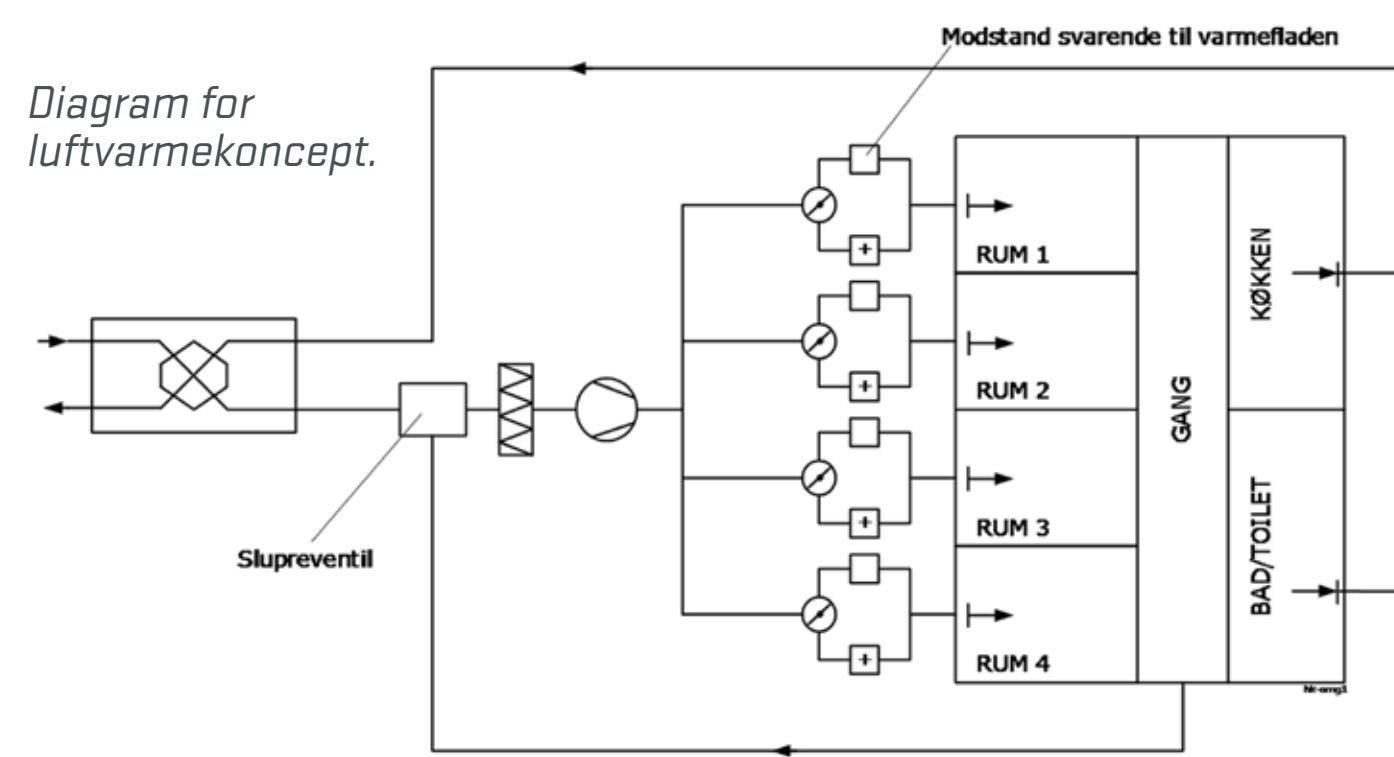 Modstand svarende til varmefladen
Diagram for
luftvarmekoncept.
RUM 1
RUM 2
RUM 3
RUM 4
GANG
KØKKEN
BAD/TOILET
Slupreventil